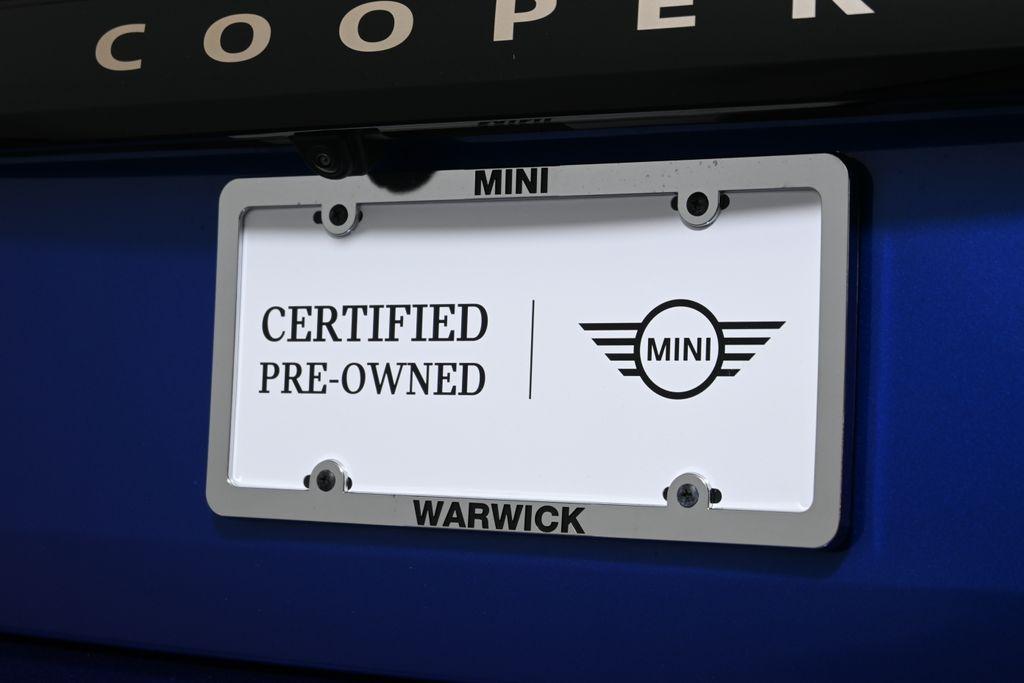 COOPER
MINI
CERTIFIED
PRE-OWNED
MINI
WARWICK